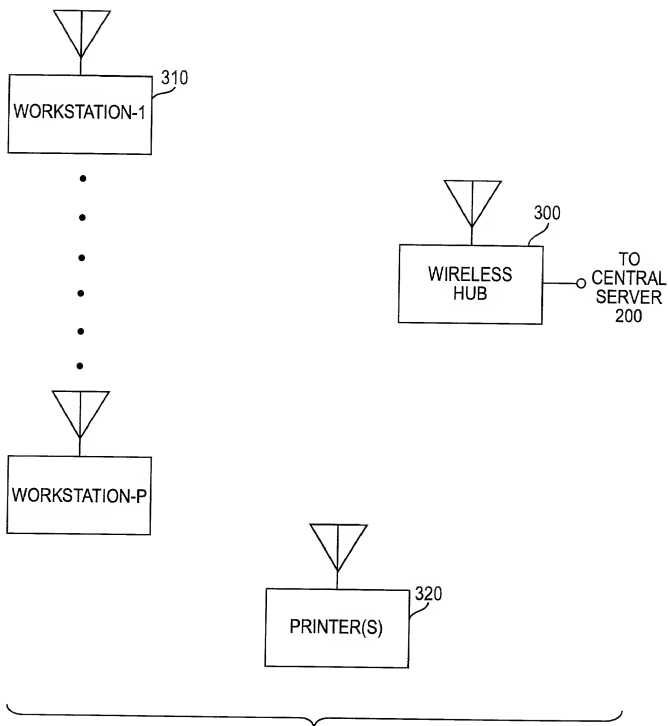 310
WORKSTATION-1
300
WIRELESS
HUB
TO
CENTRAL
SERVER
200
WORKSTATION-P
320
PRINTER(S)